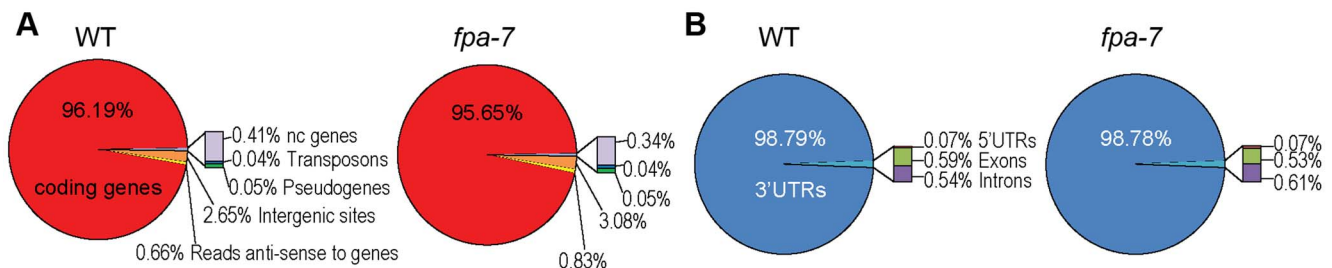 A
WT
96.19%
coding genes
0.41% nc genes
0.04% Transposons
0.05% Pseudogenes
2.65% Intergenic sites
0.66% Reads anti-sense to genes
fpa-7
95.65%
0.34%
0.04%
0.05%
3.08%
0.83%
B
WT
98.79%
3'UTRs
0.07% 5'UTRs
0.59% Exons
0.54% Introns
fpa-7
98.78%
0.07%
0.53%
0.61%